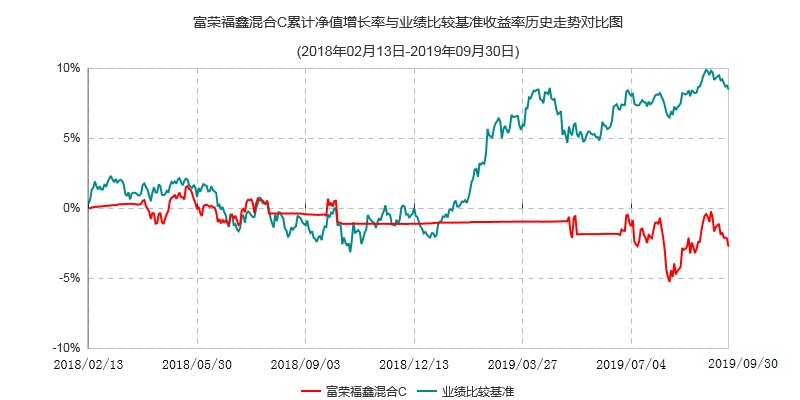 富荣福鑫混合C累计净值增长率与业绩比较基准收益率历史走势对比图
(2018年02月13日-2019年09月30日)
10%
5%
0%
-5%
-10%
2018/02/13 2018/05/30 2018/09/03 2018/12/13 2019/03/27 2019/07/04 2019/09/30
富荣福鑫混合C 业绩比较基准